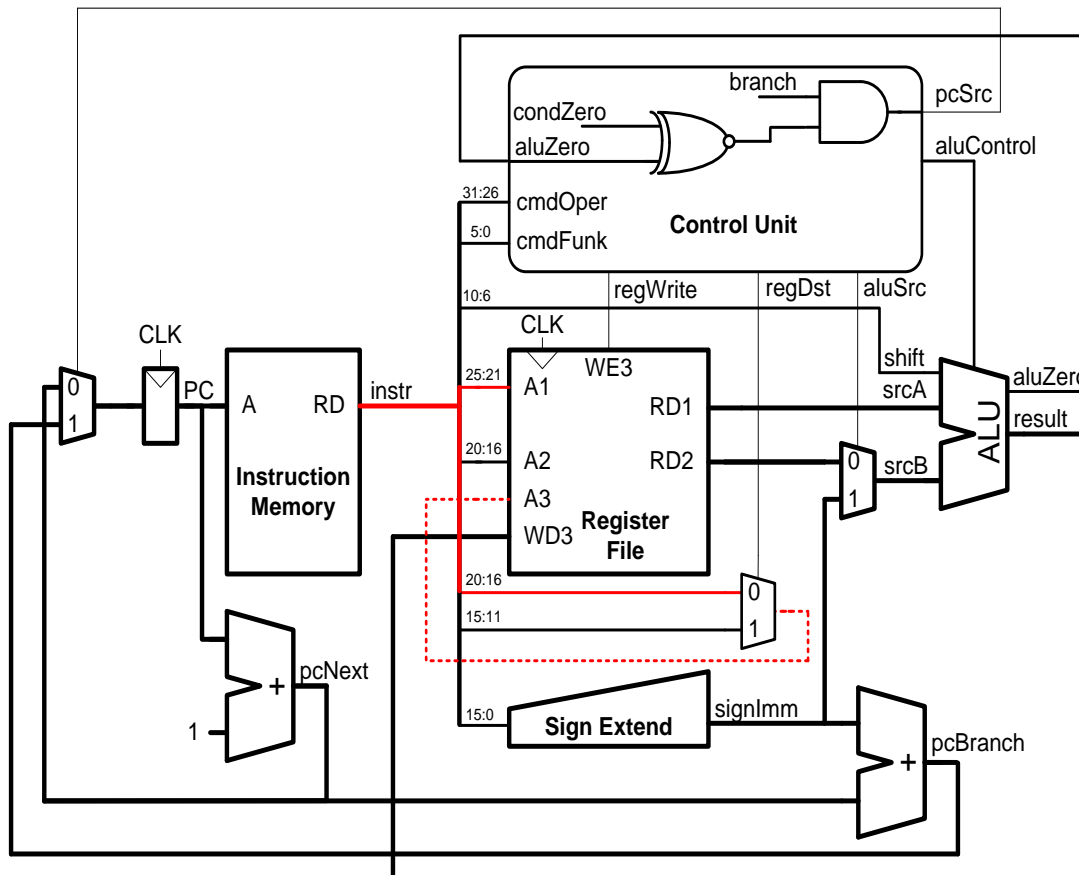 branch
pcSrc
condZero
aluZero
aluControl
31:26
cmdOper
Control Unit
5:0
cmdFunk
regWrite
regDst
aluSrc
10:6
CLK
CLK
shift
WE3
0
PC
instr
25:21
A1
srcA
aluZero
A
RD
RD1
1
result
ALU
20:16
A2
RD2
0
srcB
Instruction
Memory
A3
1
Register
File
WD3
20:16
0
15:11
1
pcNext
+
15:0
Sign Extend
signImm
1
pcBranch
+